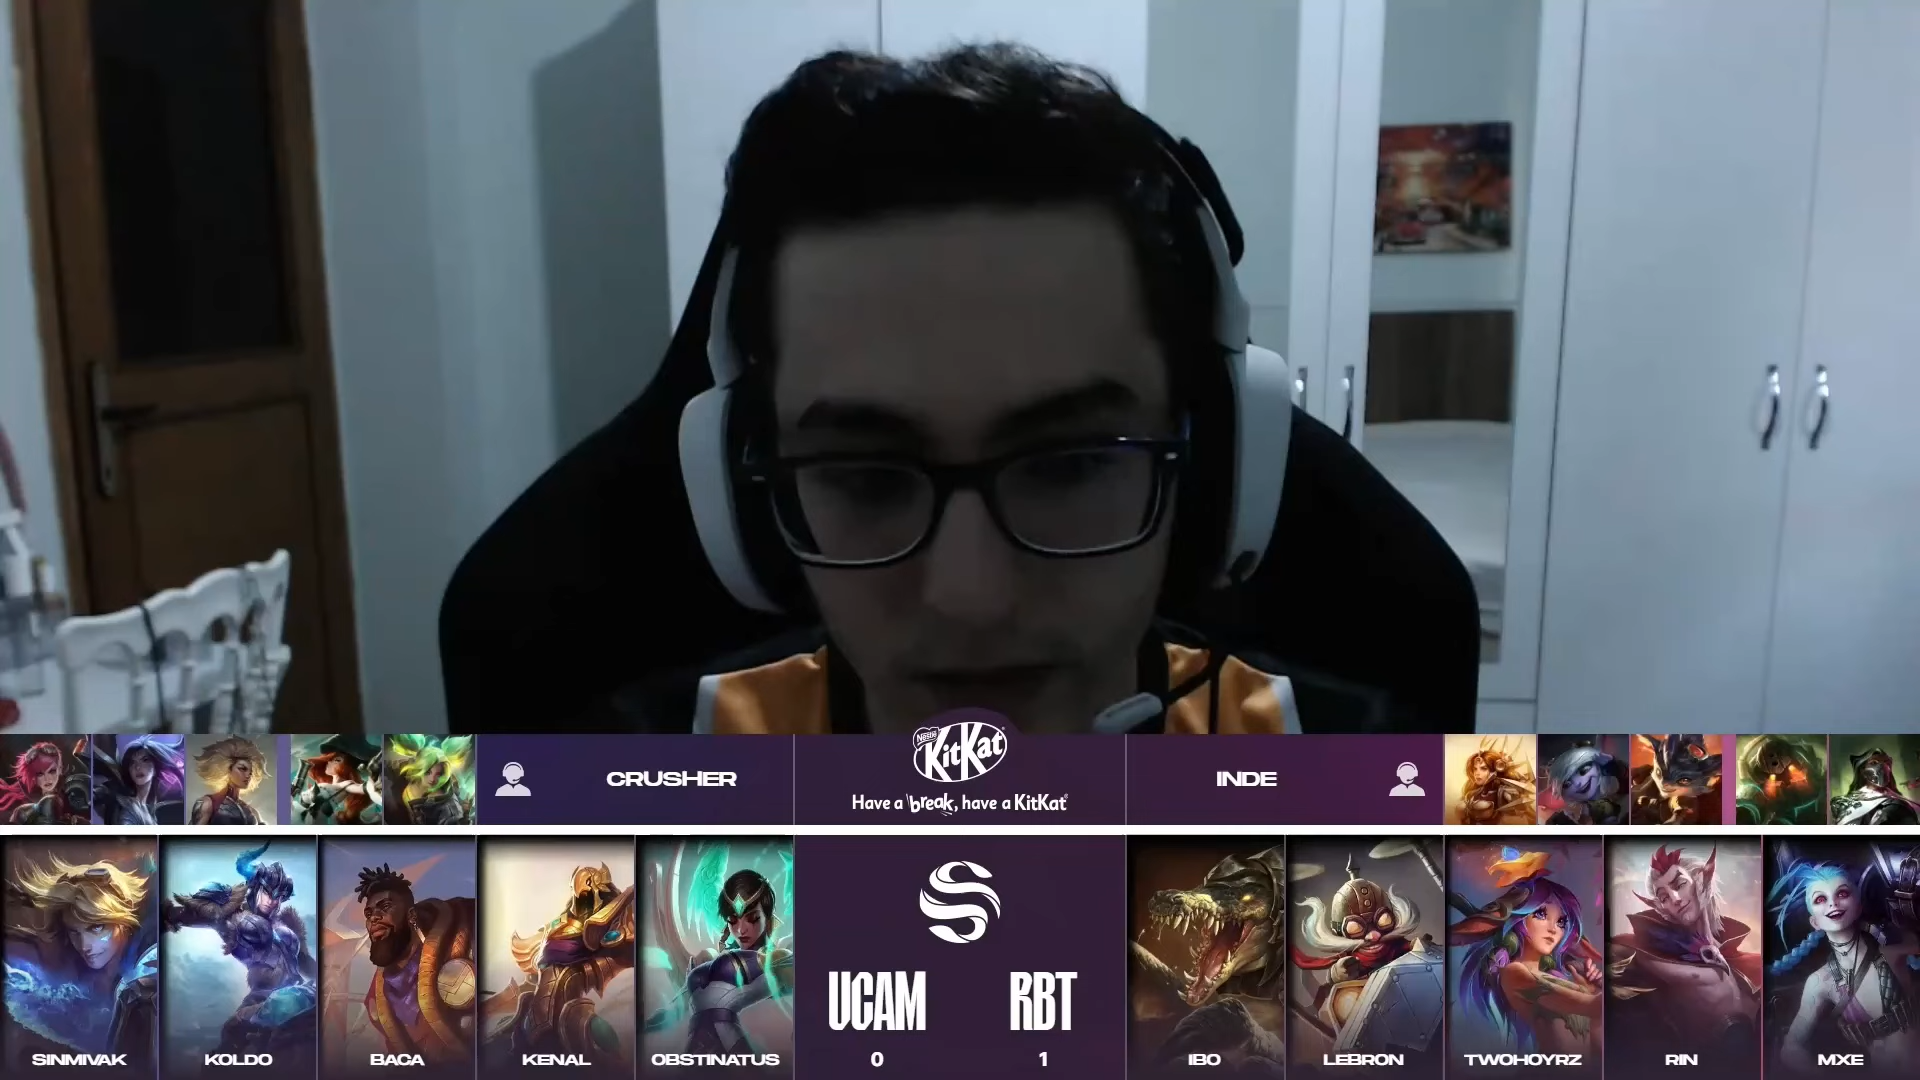 CRUSHER
Nestlé
KitKat
Have a break, have a KitKat
INDE
UCAM
RBT
0
1
SINMIVAK
KOLDO
BACA
KENAL
OBSTINATUS
IBO
LEBRON
TWOHOYRZ
RIN
MXE